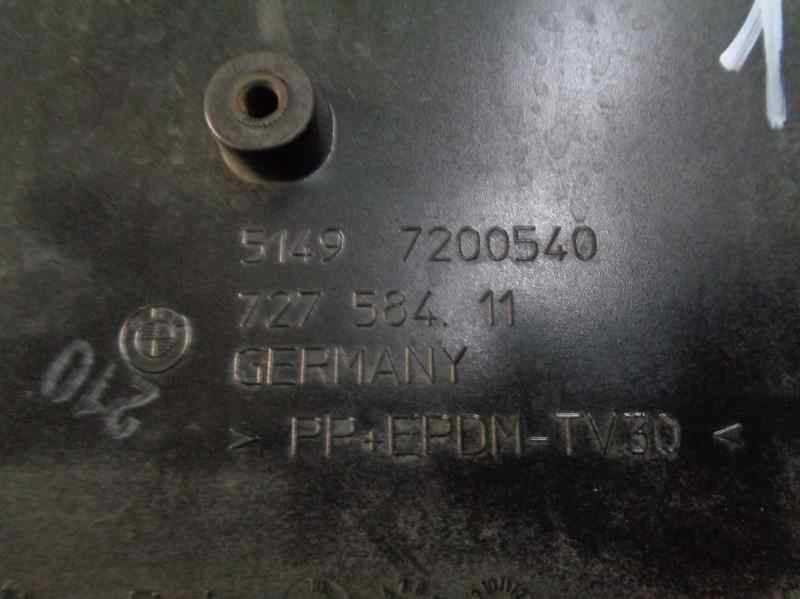 1
5149 7200540
727 584. 11
GERMANY
210
> PP+EPDM-TV30 <